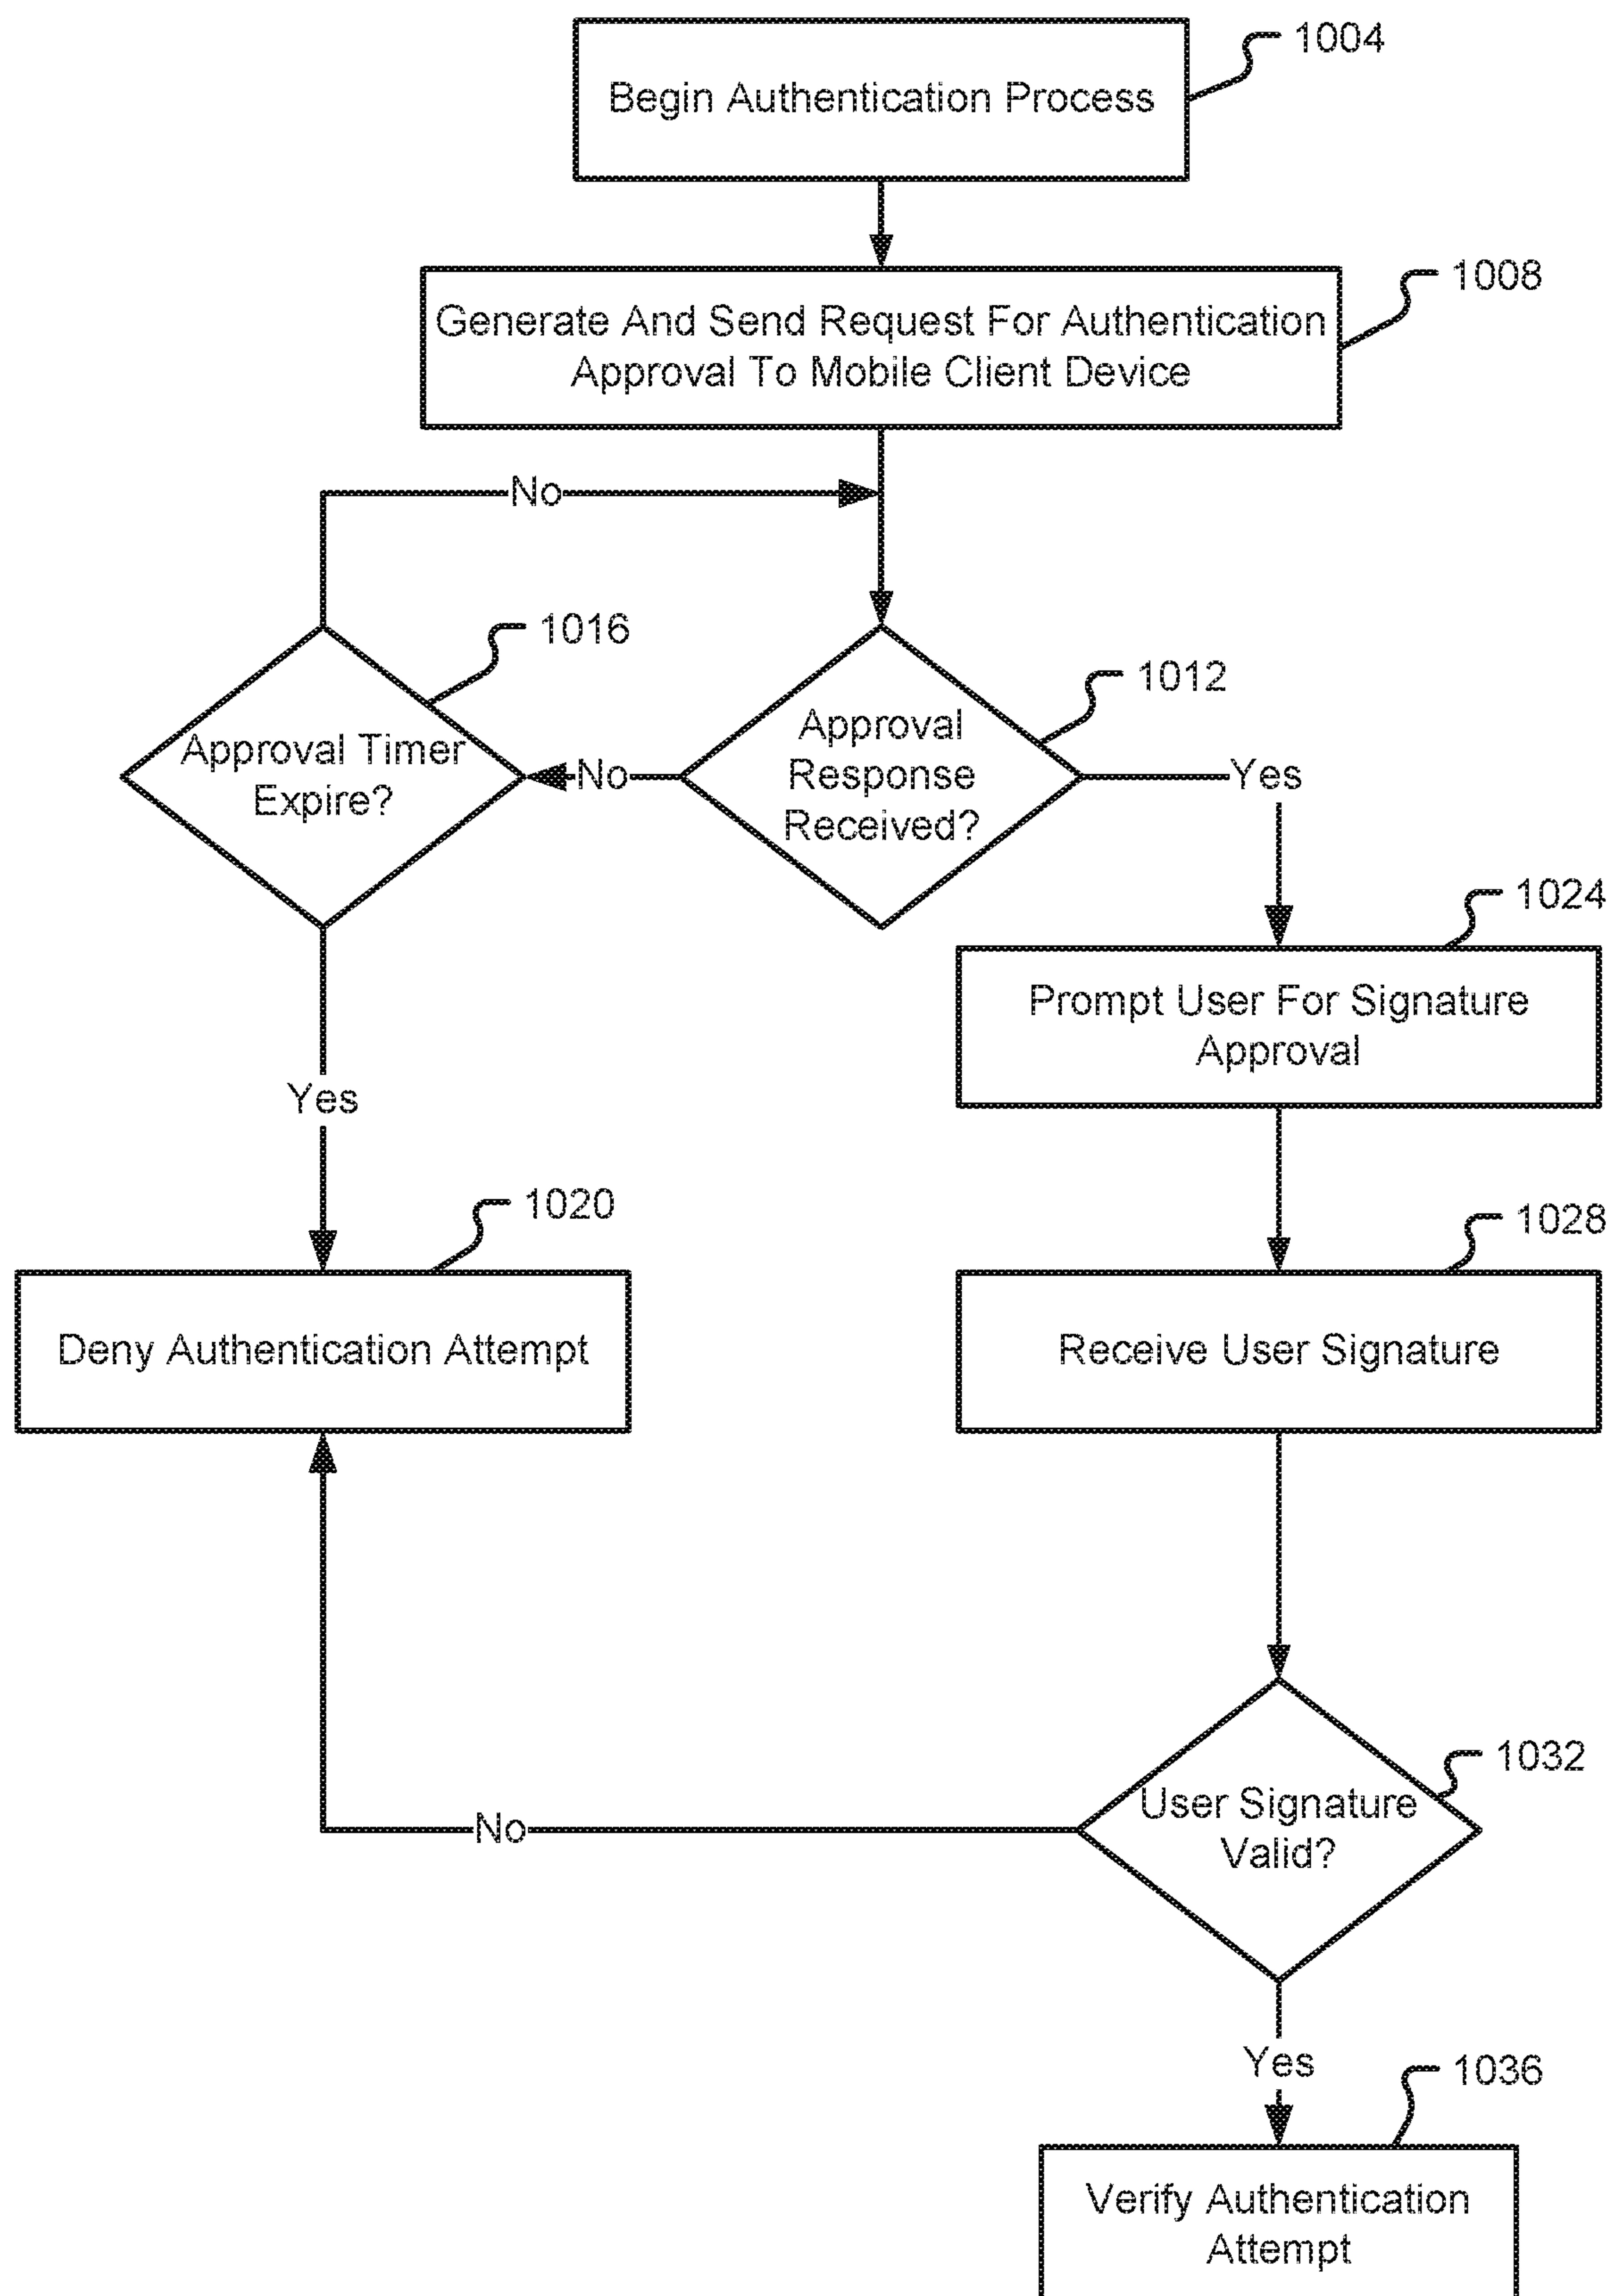 1004
Begin Authentication Process
1008
Generate And Send Request For Authentication
Approval To Mobile Client Device
No
1016
1012
Approval Timer
Expire?
No
Approval
Response
Received?
Yes
1024
Prompt User For Signature
Approval
Yes
1020
1028
Deny Authentication Attempt
Receive User Signature
1032
User Signature
Valid?
No
Yes
1036
Verify Authentication
Attempt